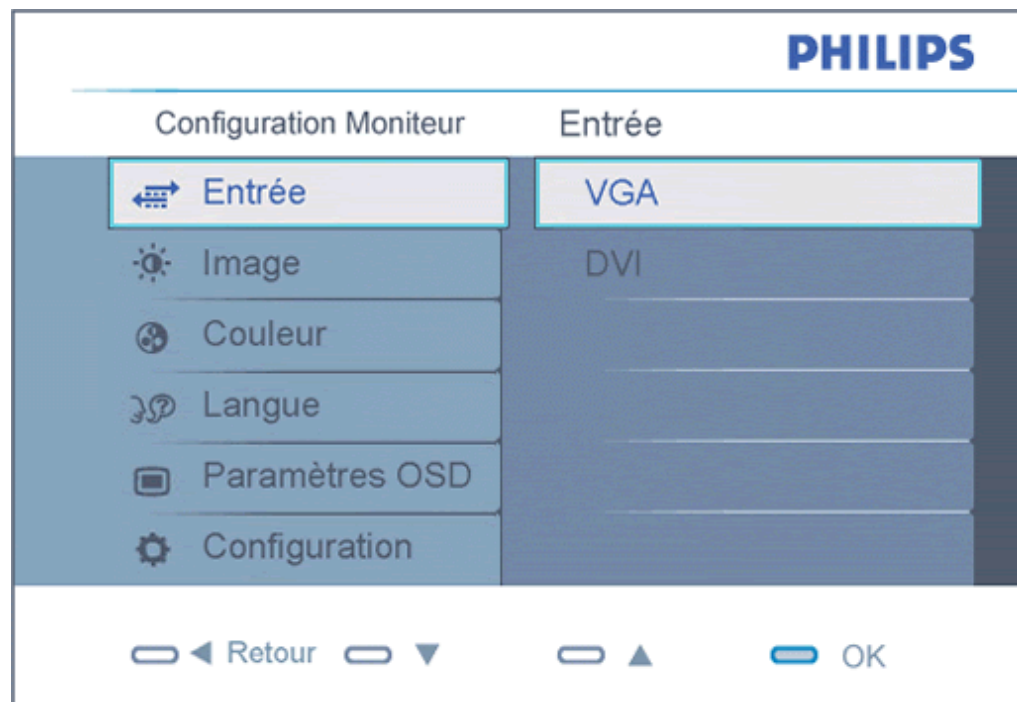 PHILIPS
Configuration Moniteur
Entrée
Entrée
VGA
Image
DVI
Couleur
Langue
Paramètres OSD
Configuration
Retour
OK